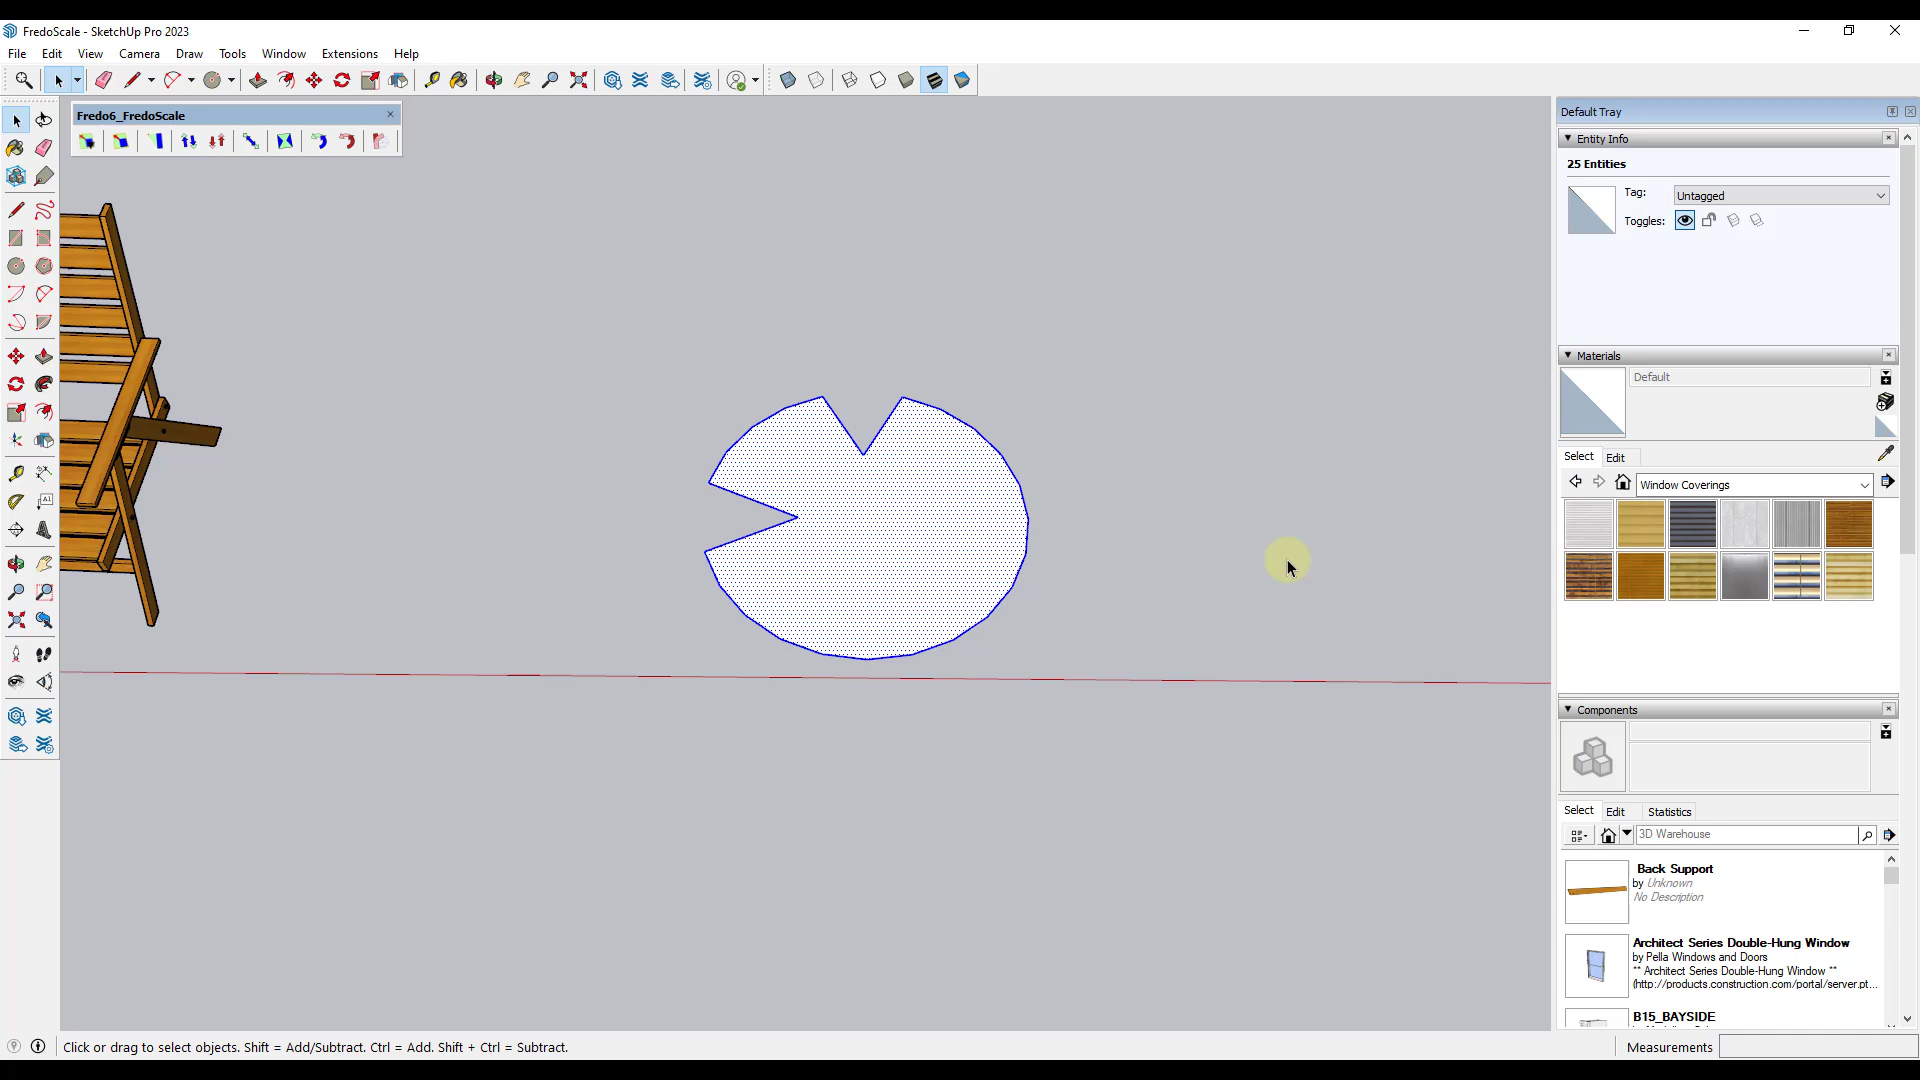 FredoScale - SketchUp Pro 2023
File Edit View Camera Draw Tools Window Extensions Help
Fredo6_FredoScale
Default Tray
Entity Info
25 Entities
Tag: Untagged
Toggles:
Materials
Default
Select Edit
Window Coverings
Components
Select Edit Statistics
3D Warehouse
Back Support
by Unknown
No Description
Architect Series Double-Hung Window
by Pella Windows and Doors
** Architect Series Double-Hung Window **
(http://products.construction.com/portal/server.pt...
B15_BAYSIDE
Click or drag to select objects. Shift = Add/Subtract. Ctrl = Add. Shift + Ctrl = Subtract.
Measurements